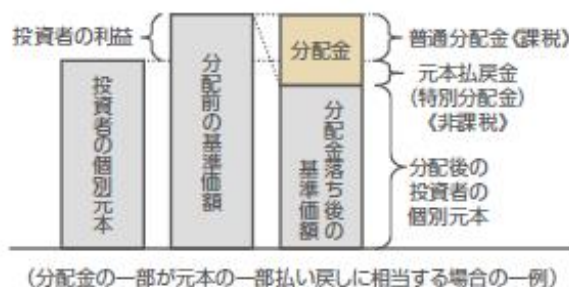 投資者の利益
投資者の個別元本
分配前の基準価額
分配金
分配金落ち後の
基準価額
普通分配金《課税》
元本払戻金
(特別分配金)
《非課税》
分配後の
投資者の
個別元本
(分配金の一部が元本の一部払い戻しに相当する場合の一例)